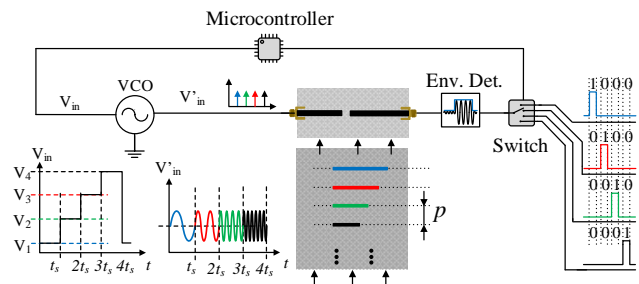 Microcontroller
VCO
V_in
V'_in
Env. Det.
Switch
1 0 0 0
0 1 0 0
0 0 1 0
0 0 0 1
V_in
V_4
V_3
V_2
V_1
t_s 2t_s 3t_s 4t_s t
V'_in
t_s 2t_s 3t_s 4t_s t
p